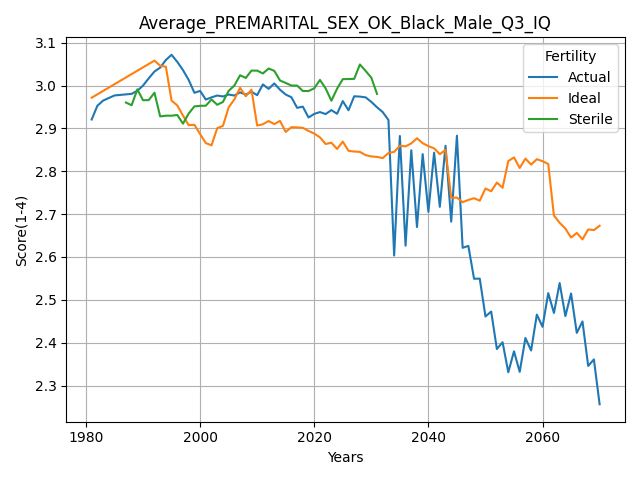 Average_PREMARITAL_SEX_OK_Black_Male_Q3_IQ
Fertility
Actual
Ideal
Sterile
Score(1-4)
3.1
3.0
2.9
2.8
2.7
2.6
2.5
2.4
2.3
1980 2000 2020 2040 2060
Years